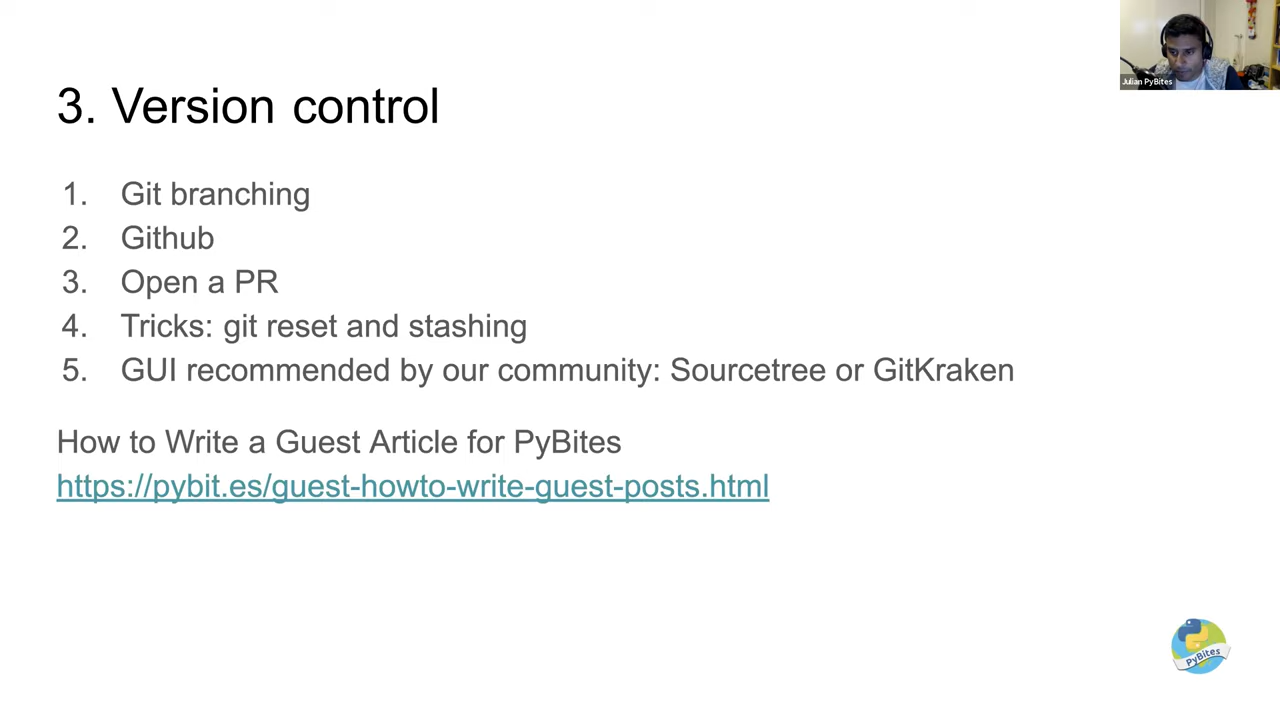 Julian PyBites
3. Version control
1. Git branching
2. Github
3. Open a PR
4. Tricks: git reset and stashing
5. GUI recommended by our community: Sourcetree or GitKraken
How to Write a Guest Article for PyBites
https://pybit.es/guest-howto-write-guest-posts.html
PyBites